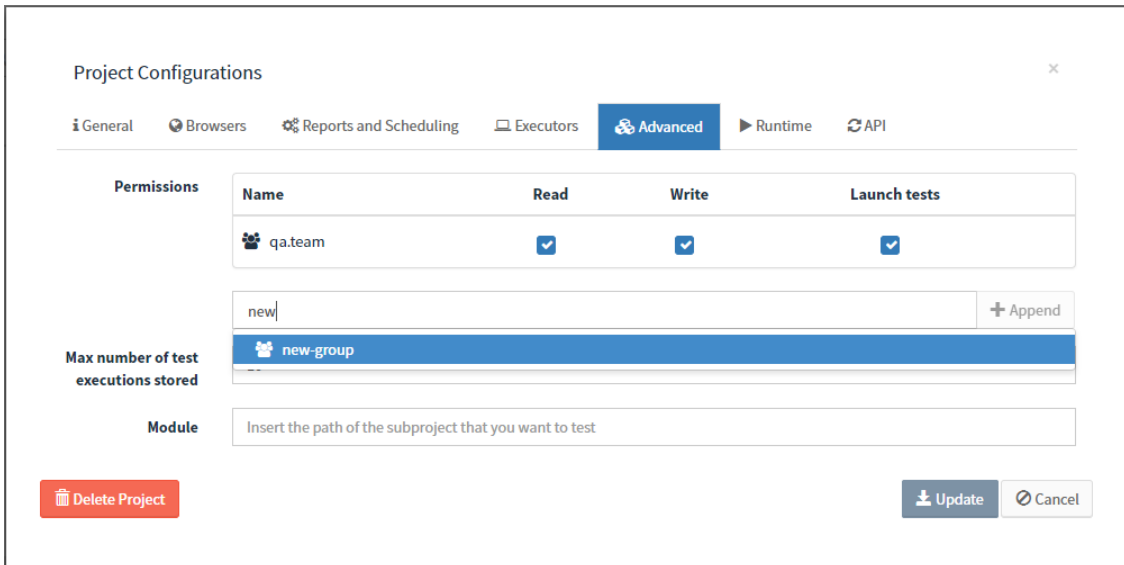 Project Configurations
×
General Browsers Reports and Scheduling Executors Advanced Runtime API
Permissions
Name Read Write Launch tests
qa.team
new
Append
new-group
Max number of test
executions stored
Module
Insert the path of the subproject that you want to test
Delete Project
Update Cancel